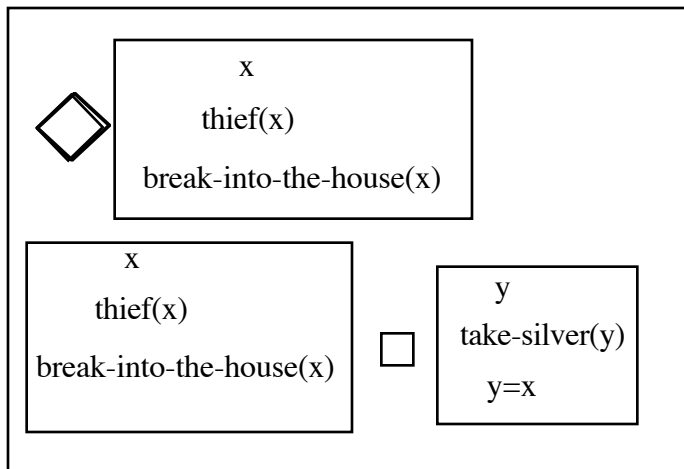 x
thief(x)
break-into-the-house(x)
x
thief(x)
break-into-the-house(x)
y
take-silver(y)
y=x